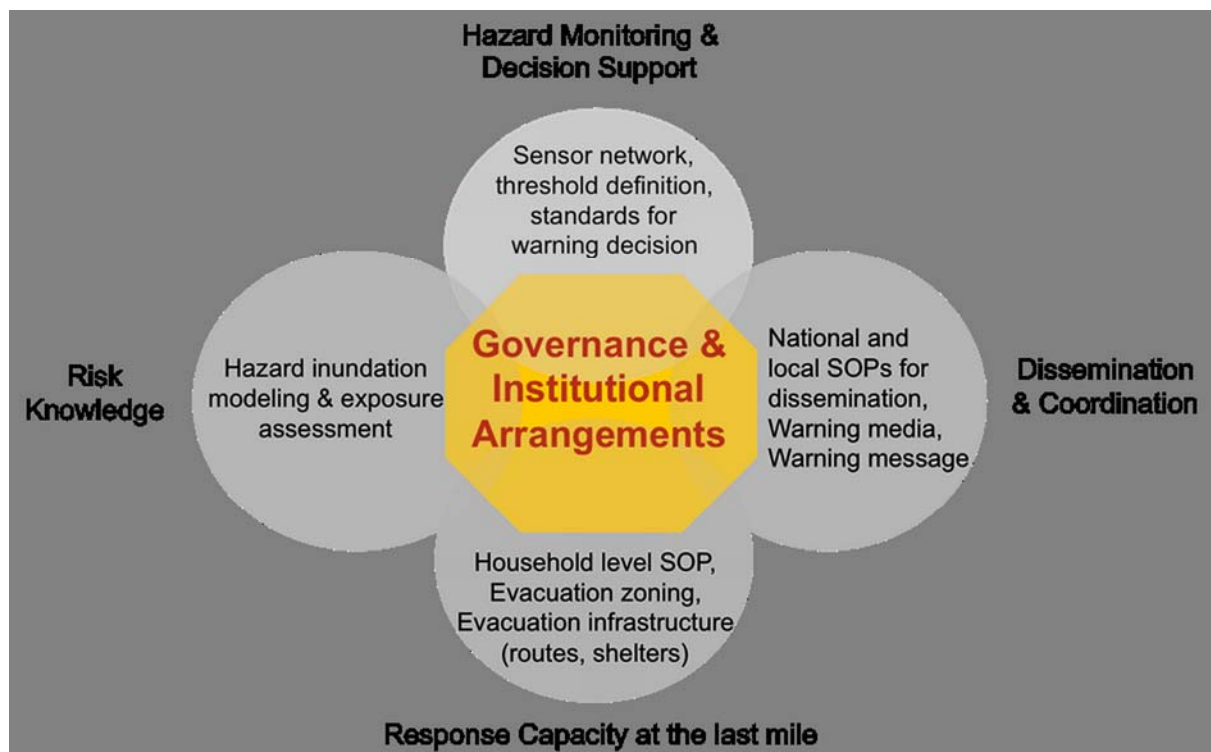 Hazard Monitoring &
Decision Support
Sensor network,
threshold definition,
standards for
warning decision
Risk
Knowledge
Hazard inundation
modeling & exposure
assessment
Governance &
Institutional
Arrangements
National and
local SOPs for
dissemination,
Warning media,
Warning message
Dissemination
& Coordination
Household level SOP,
Evacuation zoning,
Evacuation infrastructure
(routes, shelters)
Response Capacity at the last mile